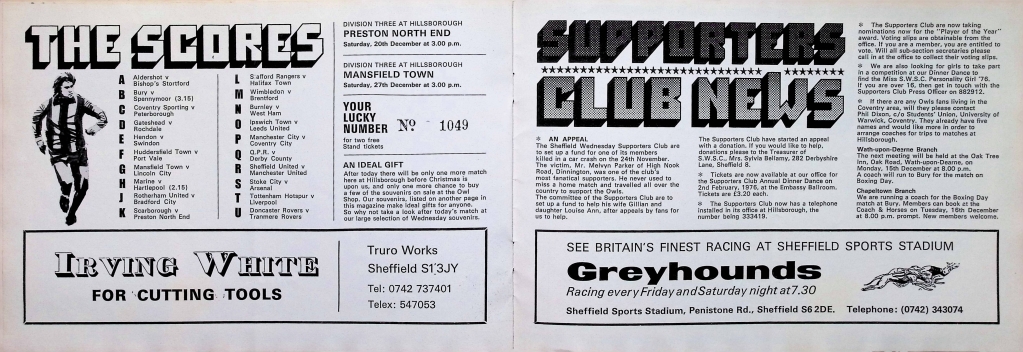 THE SCORES
A Aldershot v
Bishop's Stortford
B Bury v
Spennymoor (3.15)
C Coventry Sporting v
Peterborough
D Gateshead v
Rochdale
E Hendon v
Swindon
F Huddersfield Town v
Port Vale
G Mansfield Town v
Lincoln City
H Marine v
Hartlepool (2.15)
J Rotherham United v
Bradford City
K Scarborough v
Preston North End
L S:afford Rangers v
Halifax Town
M Wimbledon v
Brentford
N Burnley v
West Ham
O Ipswich Town v
Leeds United
P Manchester City v
Coventry City
Q Q.P.R. v
Derby County
R Sheffield United v
Manchester United
S Stoke City v
Arsenal
T Tottenham Hotspur v
Liverpool
U Doncaster Rovers v
Tranmere Rovers
DIVISION THREE AT HILLSBOROUGH
PRESTON NORTH END
Saturday, 20th December at 3.00 p.m.
DIVISION THREE AT HILLSBOROUGH
MANSFIELD TOWN
Saturday, 27th December at 3.00 p.m.
YOUR
LUCKY
NUMBER
No 1049
for two free
Stand tickets
AN IDEAL GIFT
After today there will be only one more match
here at Hillsborough before Christmas is
upon us, and only one more chance to buy
a few of the souvenirs on sale at the Owl
Shop. Our souvenirs, listed on another page in
this magazine make ideal gifts for anyone.
So why not take a look after today's match at
our large selection of Wednesday souvenirs.
IRVING WHITE
FOR CUTTING TOOLS
Truro Works
Sheffield S1 3JY
Tel: 0742 737401
Telex: 547053
SUPPORTERS
CLUB NEWS
* AN APPEAL
The Sheffield Wednesday Supporters Club are
to set up a fund for one of its members
killed in a car crash on the 24th November.
The victim, Mr. Melvyn Parker of High Nook
Road, Dinnington, was one of the club's
most fanatical supporters. He never used to
miss a home match and travelled all over the
country to support the Owls.
The committee of the Supporters Club are to
set up a fund to help his wife Gillian and
daughter Louise Ann, after appeals by fans for
us to help.
The Supporters Club have started an appeal
with a donation. If you would like to help,
donations please to the Treasurer of
S.W.S.C., Mrs. Sylvia Bellamy, 282 Derbyshire
Lane, Sheffield 8.
* Tickets are now available at our office for
the Supporters Club Annual Dinner Dance on
2nd February, 1976, at the Embassy Ballroom.
Tickets are £3.20 each.
* The Supporters Club now has a telephone
installed in its office at Hillsborough, the
number being 333419.
* The Supporters Club are now taking
nominations now for the "Player of the Year"
award. Voting slips are obtainable from the
office. If you are a member, you are entitled to
vote. Will all sub-section secretaries please
call in at the office to collect their voting slips.
* We are also looking for girls to take part
in a competition at our Dinner Dance to
find the Miss S.W.S.C. Personality Girl '76.
If you are over 16, then get in touch with the
Supporters Club Press Officer on 882912.
* If there are any Owls fans living in the
Coventry area, will they please contact
Phil Dixon, c/o Students' Union, University of
Warwick, Coventry. They already have five
names and would like more in order to
arrange coaches for trips to matches at
Hillsborough.
Wath-upon-Dearne Branch
The next meeting will be held at the Oak Tree
Inn, Oak Road, Wath-upon-Dearne, on
Monday, 15th December at 8.00 p.m.
A coach will run to Bury for the match on
Boxing Day.
Chapeltown Branch
We are running a coach for the Boxing Day
match at Bury. Members can book at the
Coach & Horses on Tuesday, 16th December
at 8.00 p.m. prompt. New members welcome.
SEE BRITAIN'S FINEST RACING AT SHEFFIELD SPORTS STADIUM
Greyhounds
Racing every Friday and Saturday night at 7.30
Sheffield Sports Stadium, Penistone Rd., Sheffield S6 2DE. Telephone: (0742) 343074